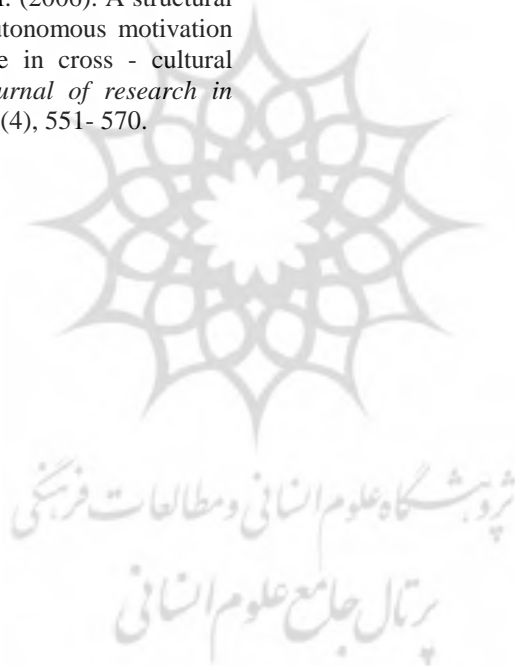 I. (2006). A structural
utonomous motivation
e in cross - cultural
urnal of research in
(4), 551- 570.
پژوهشگاه علوم انسانی و مطالعات فرهنگی
پرتال جامع علوم انسانی